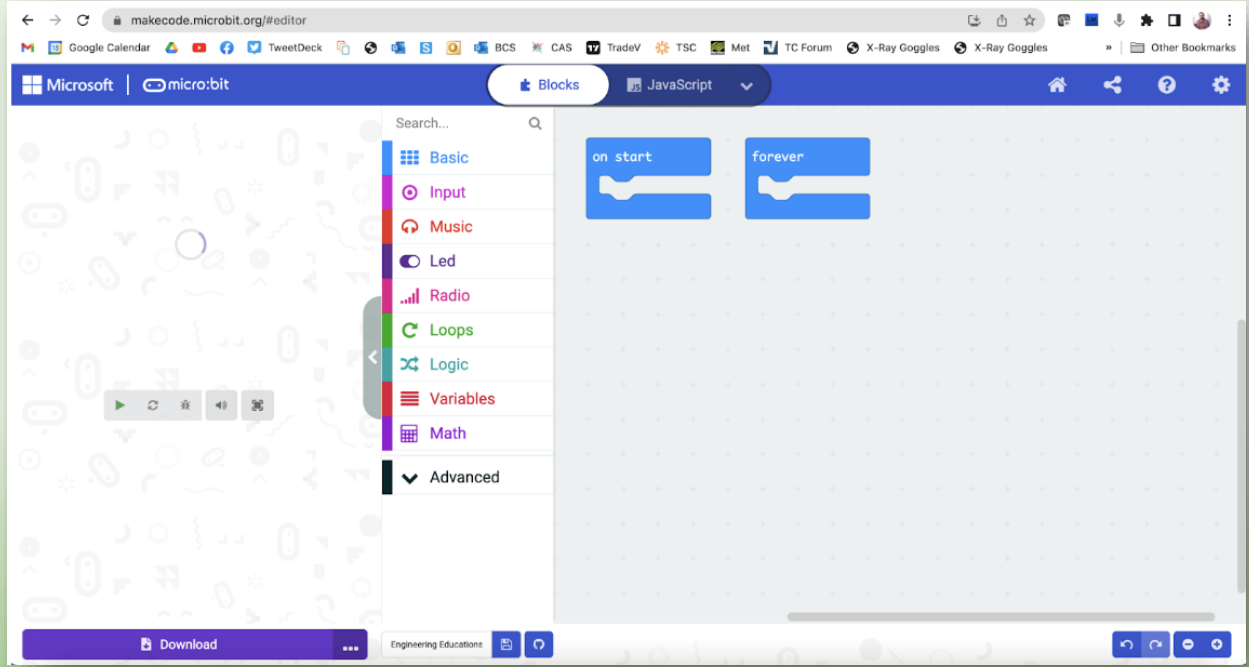 makecode.microbit.org/#editor
Google Calendar TweetDeck BCS CAS TradeV TSC Met TC Forum X-Ray Goggles X-Ray Goggles » Other Bookmarks
Microsoft micro:bit Blocks JavaScript
Search...
Basic
Input
Music
Led
Radio
Loops
Logic
Variables
Math
Advanced
on start
forever
Download ... Engineering Educations